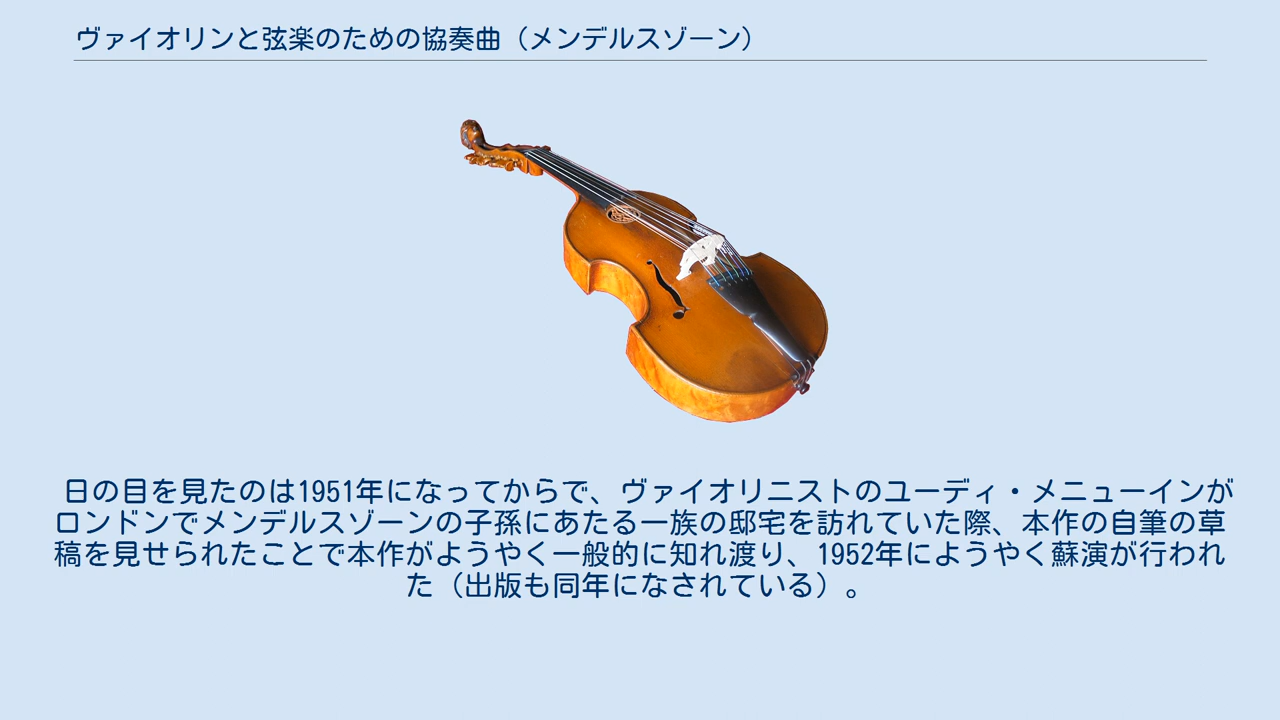 ヴァイオリンと弦楽のための協奏曲（メンデルスゾーン）
日の目を見たのは1951年になってからで、ヴァイオリニストのユーディ・メニューインが
ロンドンでメンデルスゾーンの子孫にあたる一族の邸宅を訪れていた際、本作の自筆の草
稿を見せられたことで本作がようやく一般的に知れ渡り、1952年にようやく蘇演が行われ
た（出版も同年になされている）。